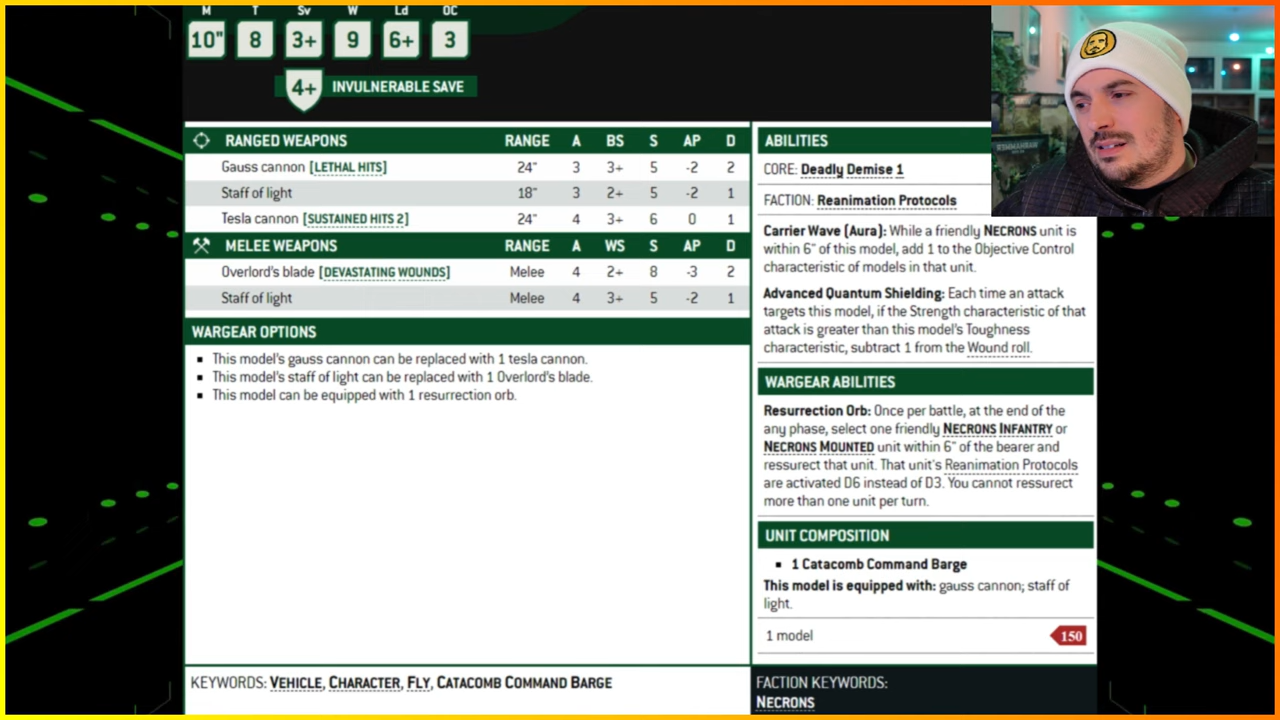 M T Sv W Ld OC
10" 8 3+ 9 6+ 3
4+ INVULNERABLE SAVE
RANGED WEAPONS RANGE A BS S AP D
Gauss cannon [LETHAL HITS] 24" 3 3+ 5 -2 2
Staff of light 18" 3 2+ 5 -2 1
Tesla cannon [SUSTAINED HITS 2] 24" 4 3+ 6 0 1
MELEE WEAPONS RANGE A WS S AP D
Overlord's blade [DEVASTATING WOUNDS] Melee 4 2+ 8 -3 2
Staff of light Melee 4 3+ 5 -2 1
WARGEAR OPTIONS
▪ This model's gauss cannon can be replaced with 1 tesla cannon.
▪ This model's staff of light can be replaced with 1 Overlord's blade.
▪ This model can be equipped with 1 resurrection orb.
KEYWORDS: VEHICLE, CHARACTER, FLY, CATACOMB COMMAND BARGE
ABILITIES
CORE: Deadly Demise 1
FACTION: Reanimation Protocols
Carrier Wave (Aura): While a friendly NECRONS unit is
within 6" of this model, add 1 to the Objective Control
characteristic of models in that unit.
Advanced Quantum Shielding: Each time an attack
targets this model, if the Strength characteristic of that
attack is greater than this model's Toughness
characteristic, subtract 1 from the Wound roll.
WARGEAR ABILITIES
Resurrection Orb: Once per battle, at the end of the
any phase, select one friendly NECRONS INFANTRY or
NECRONS MOUNTED unit within 6" of the bearer and
ressurect that unit. That unit's Reanimation Protocols
are activated D6 instead of D3. You cannot ressurect
more than one unit per turn.
UNIT COMPOSITION
▪ 1 Catacomb Command Barge
This model is equipped with: gauss cannon; staff of
light.
1 model 150
FACTION KEYWORDS:
NECRONS